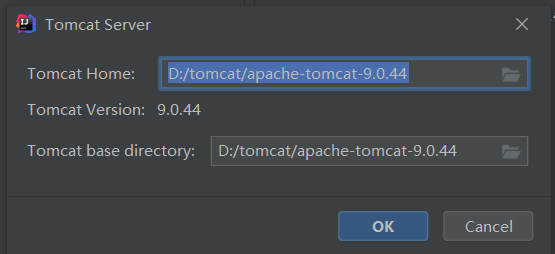 Tomcat Server
Tomcat Home: D:/tomcat/apache-tomcat-9.0.44
Tomcat Version: 9.0.44
Tomcat base directory: D:/tomcat/apache-tomcat-9.0.44
OK Cancel